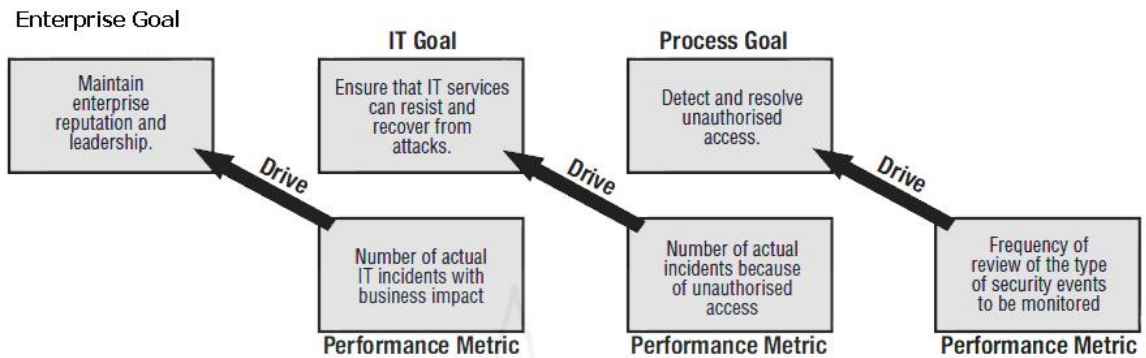 Enterprise Goal
IT Goal
Process Goal
Maintain
enterprise
reputation and
leadership.
Ensure that IT services
can resist and
recover from
attacks.
Detect and resolve
unauthorised
access.
Drive
Drive
Drive
Number of actual
IT incidents with
business impact
Number of actual
incidents because
of unauthorised
access
Frequency of
review of the type
of security events
to be monitored
Performance Metric
Performance Metric
Performance Metric